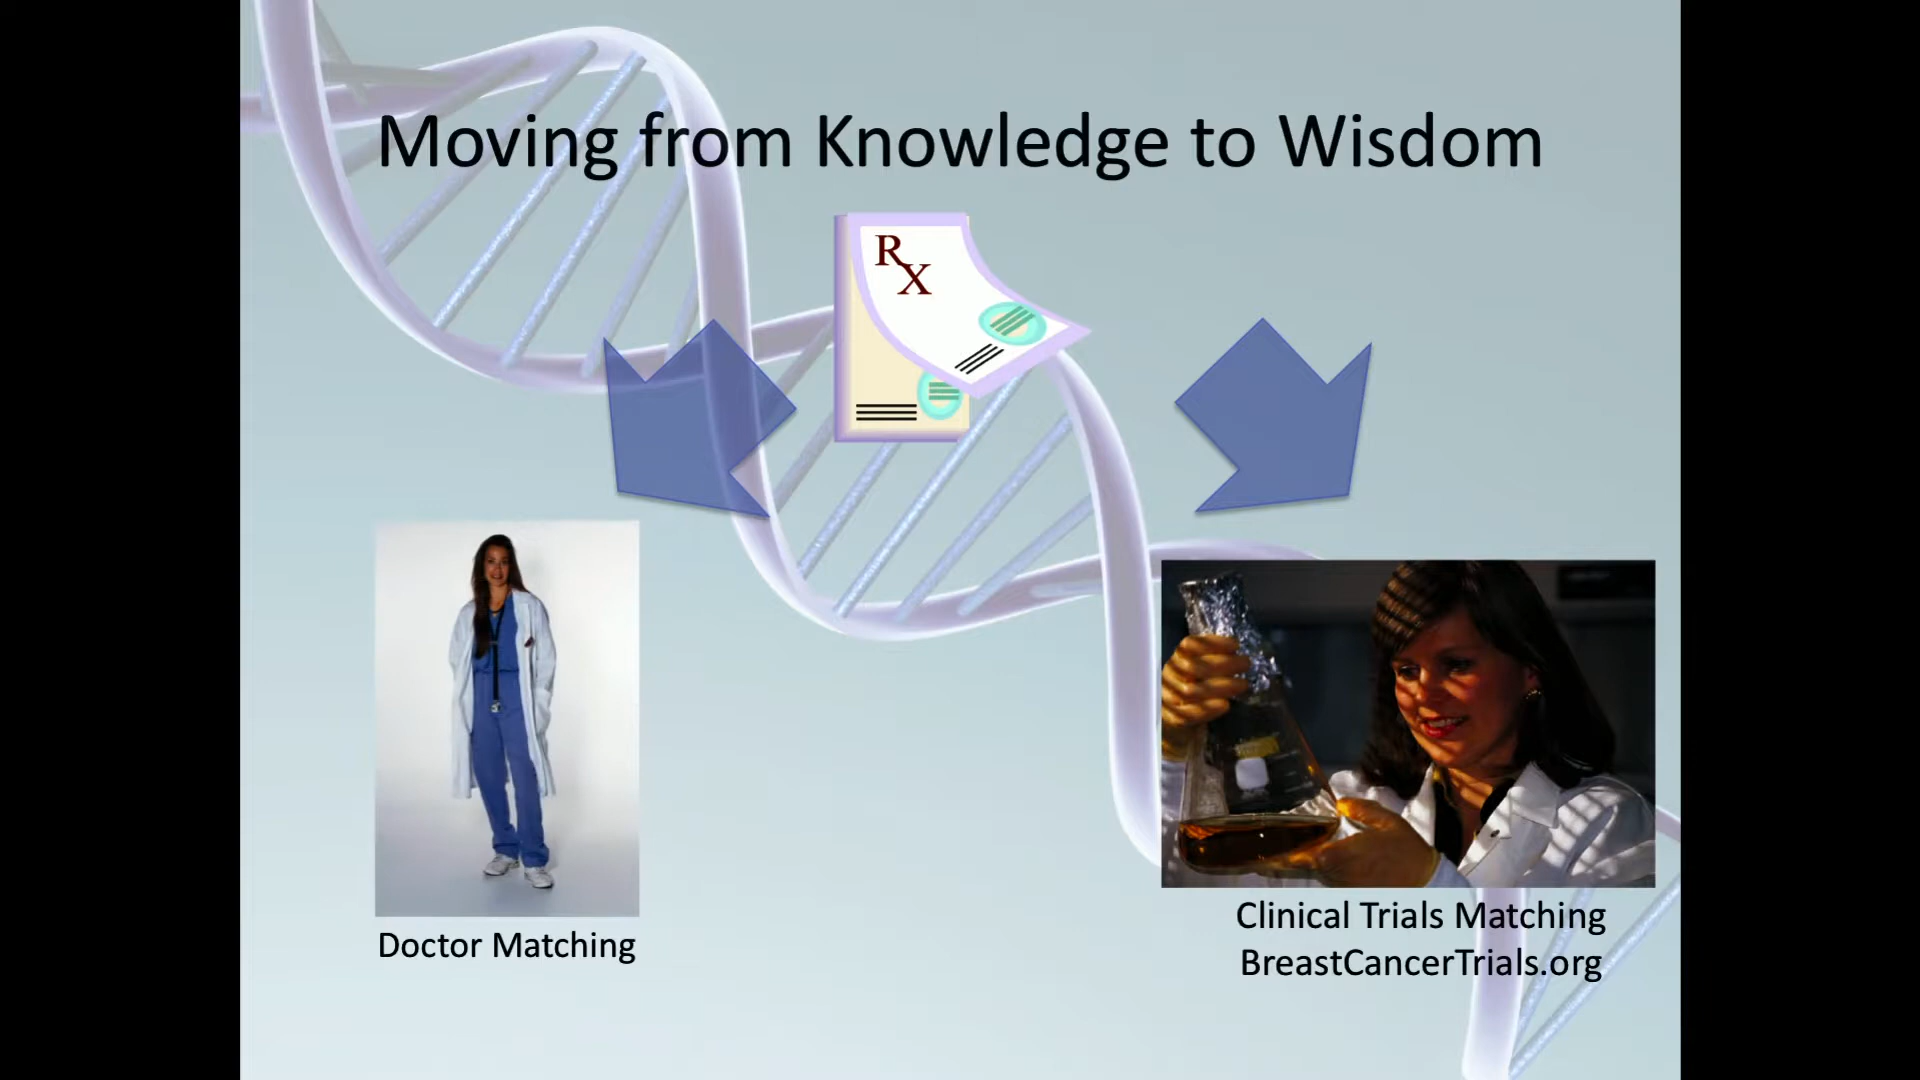 Moving from Knowledge to Wisdom
RX
Doctor Matching
Clinical Trials Matching
BreastCancerTrials.org